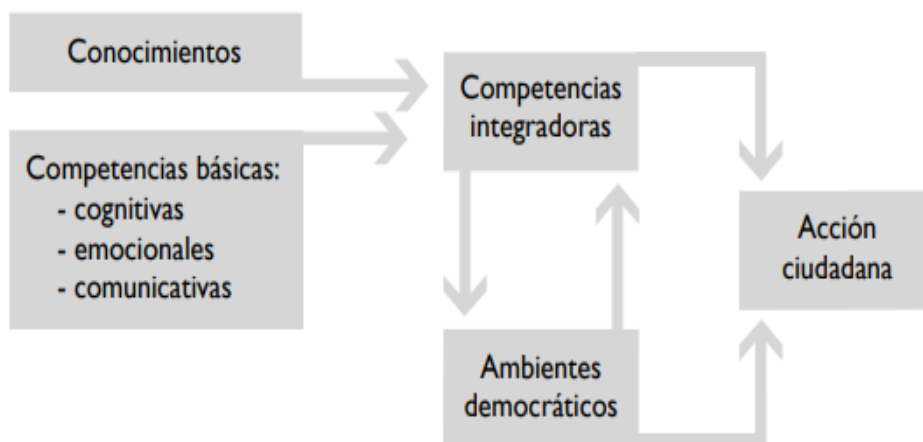 Conocimientos
Competencias básicas:
- cognitivas
- emocionales
- comunicativas
Competencias
integradoras
Ambientes
democráticos
Acción
ciudadana